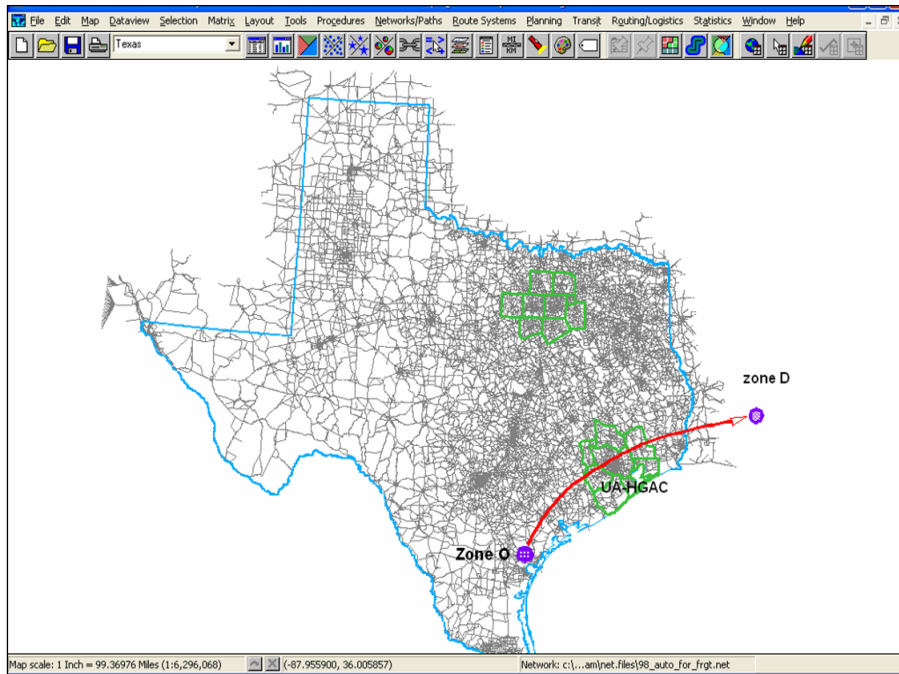 File Edit Map Dataview Selection Matrix Layout Tools Procedures Networks/Paths Route Systems Planning Transit Routing/Logistics Statistics Window Help
Texas
MI
KM
zone D
UA-HGAC
Zone O
Map scale: 1 Inch = 99.36976 Miles (1:6,296,068) (-87.955900, 36.005857) Network: c:\...am\net.files\98_auto_for_frgt.net